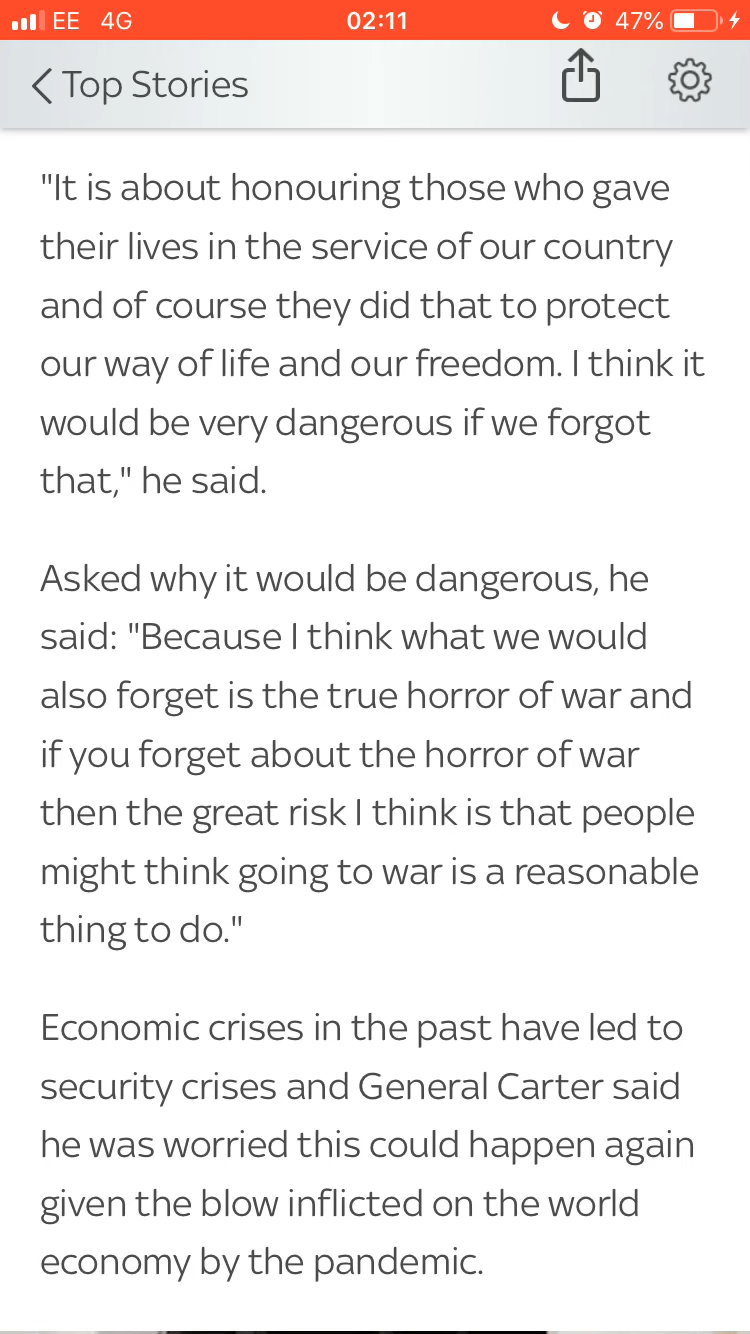 EE 4G 02:11 47%
Top Stories
"It is about honouring those who gave
their lives in the service of our country
and of course they did that to protect
our way of life and our freedom. I think it
would be very dangerous if we forgot
that," he said.
Asked why it would be dangerous, he
said: "Because I think what we would
also forget is the true horror of war and
if you forget about the horror of war
then the great risk I think is that people
might think going to war is a reasonable
thing to do."
Economic crises in the past have led to
security crises and General Carter said
he was worried this could happen again
given the blow inflicted on the world
economy by the pandemic.